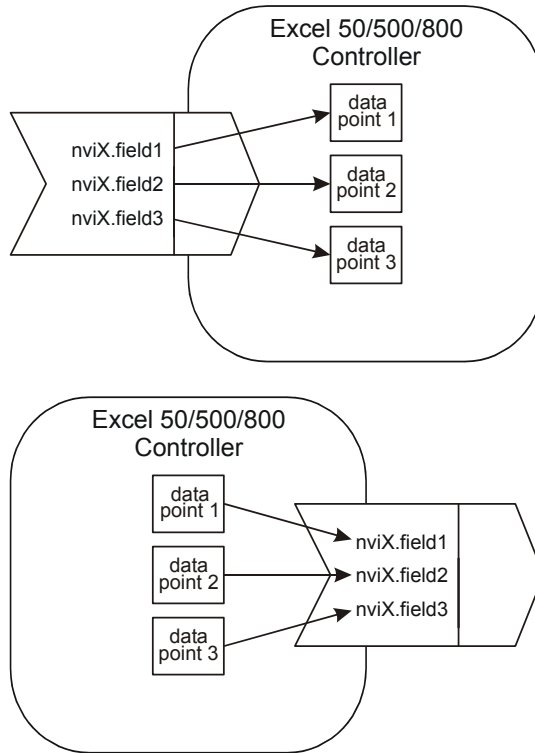 Excel 50/500/800
Controller
data
point 1
nviX.field1
nviX.field2
nviX.field3
data
point 2
data
point 3
Excel 50/500/800
Controller
data
point 1
data
point 2
data
point 3
nviX.field1
nviX.field2
nviX.field3